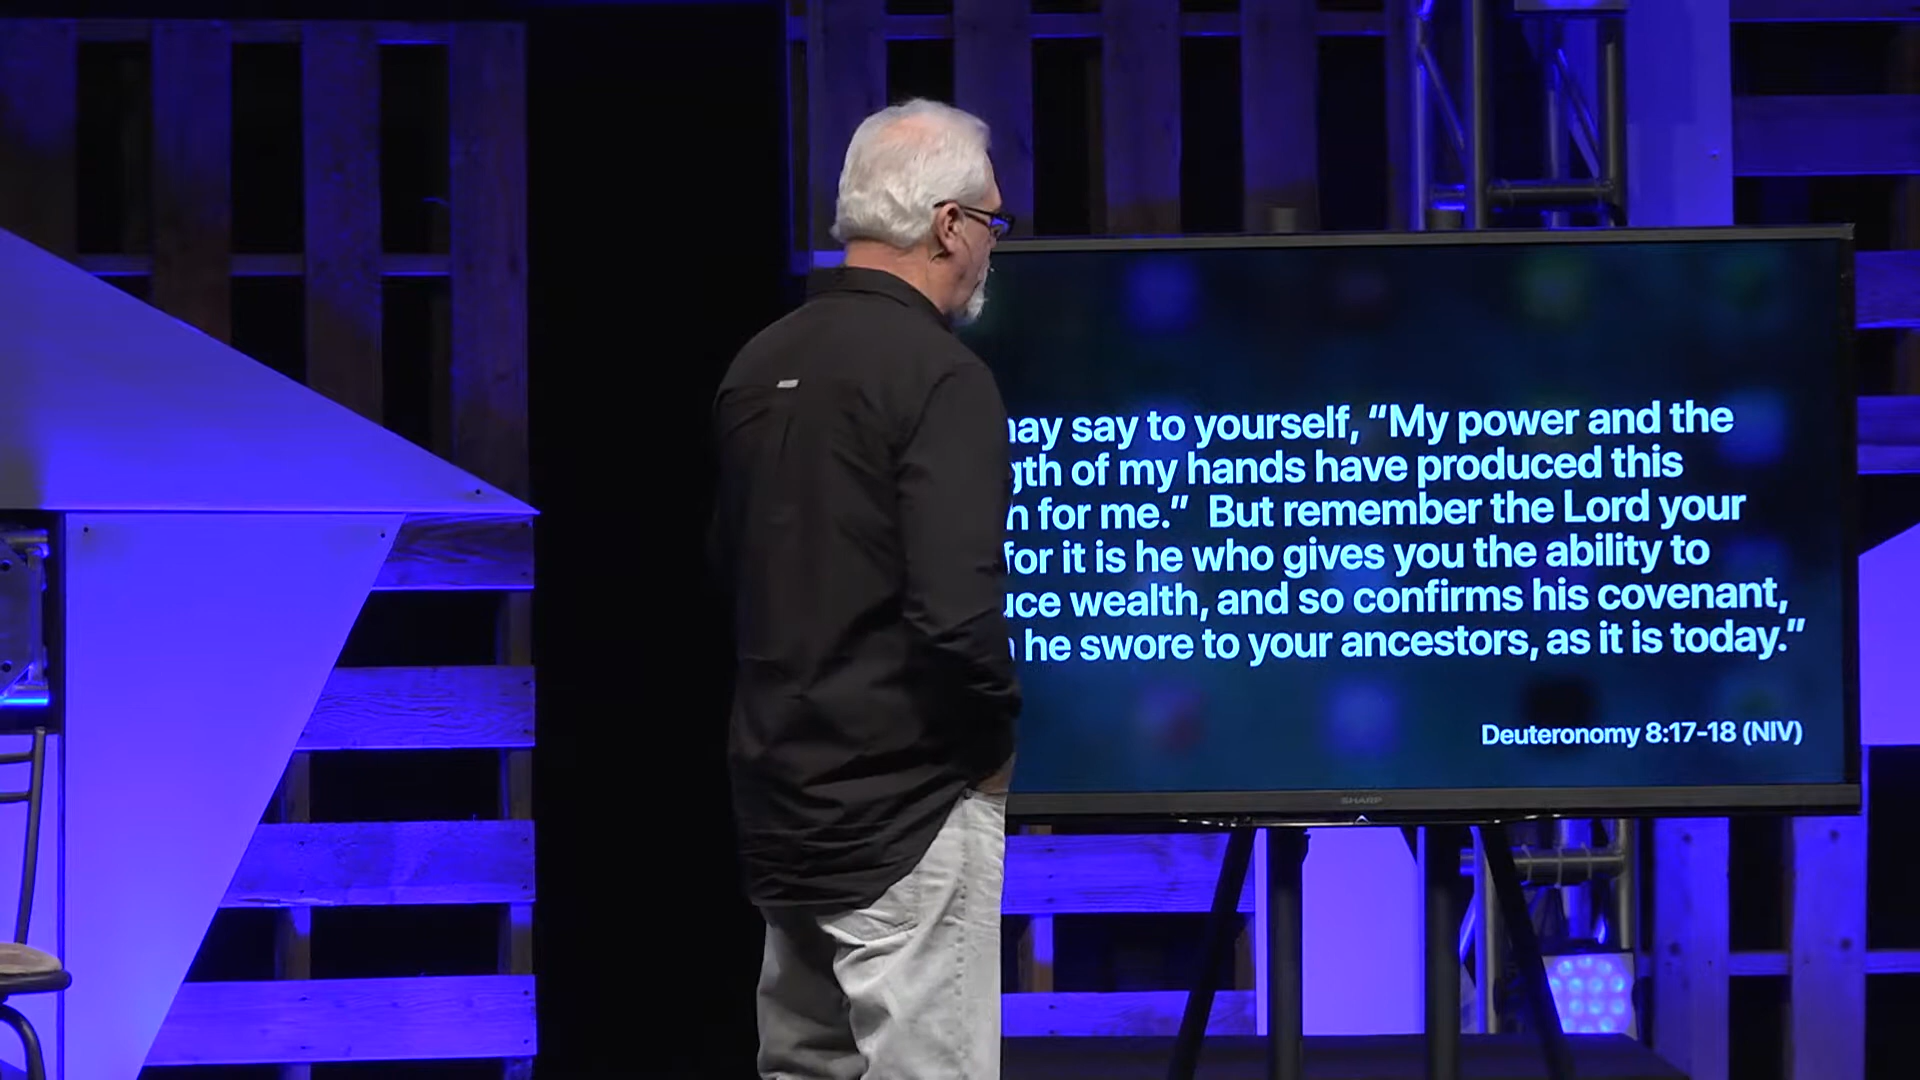 may say to yourself, “My power and the
gth of my hands have produced this
h for me.”  But remember the Lord your
for it is he who gives you the ability to
uce wealth, and so confirms his covenant,
he swore to your ancestors, as it is today.”
Deuteronomy 8:17-18 (NIV)
SHARP